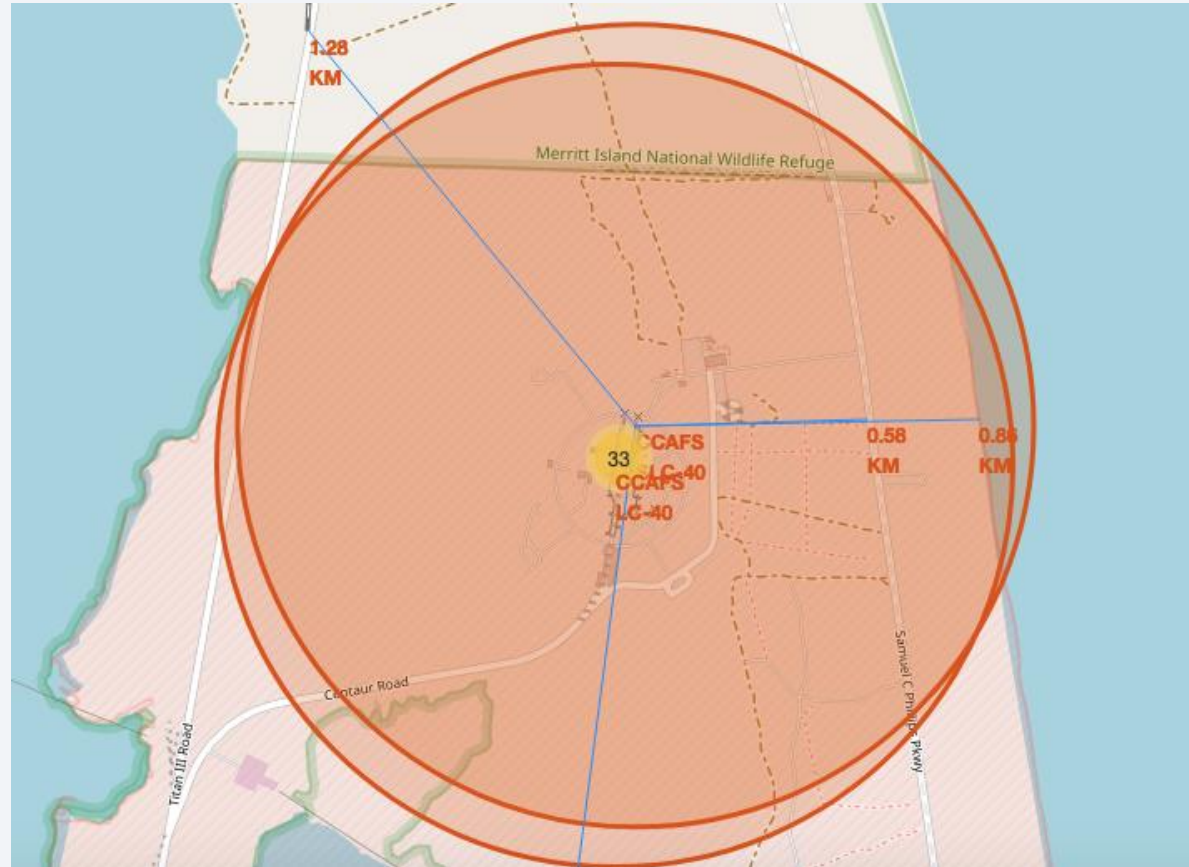 1.28
KM
Merritt Island National Wildlife Refuge
0.58
KM
0.86
KM
CCAFS
SLC-40
33
CCAFS
LC-40
Samuel C Phillips Pkwy
Centaur Road
Titan III Road